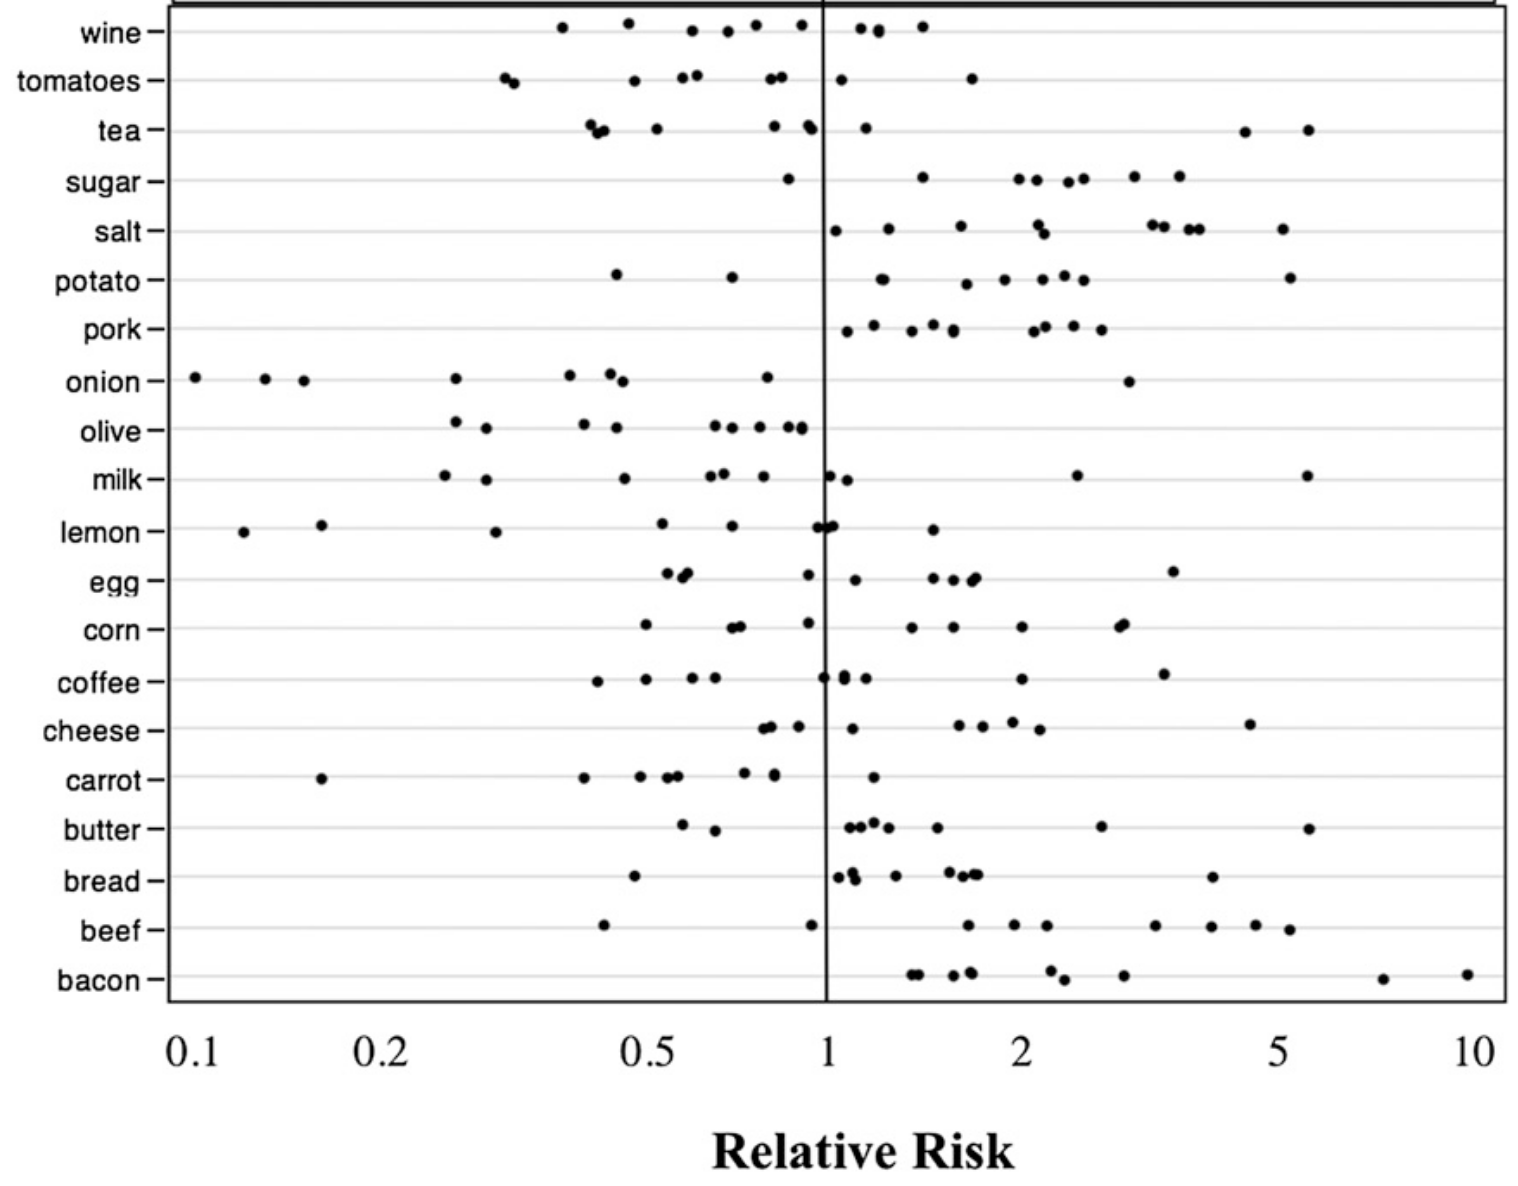 wine
tomatoes
tea
sugar
salt
potato
pork
onion
olive
milk
lemon
egg
corn
coffee
cheese
carrot
butter
bread
beef
bacon
0.1 0.2 0.5 1 2 5 10
Relative Risk